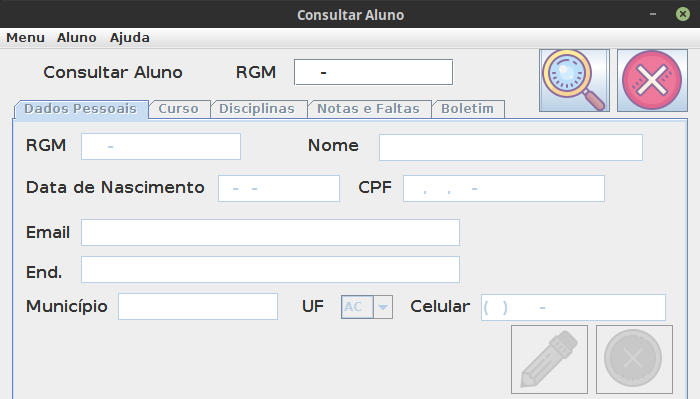 Consultar Aluno
Menu Aluno Ajuda
Consultar Aluno RGM -
Dados Pessoais Curso Disciplinas Notas e Faltas Boletim
RGM - Nome
Data de Nascimento - - CPF . . -
Email
End.
Município UF AC Celular ( ) -